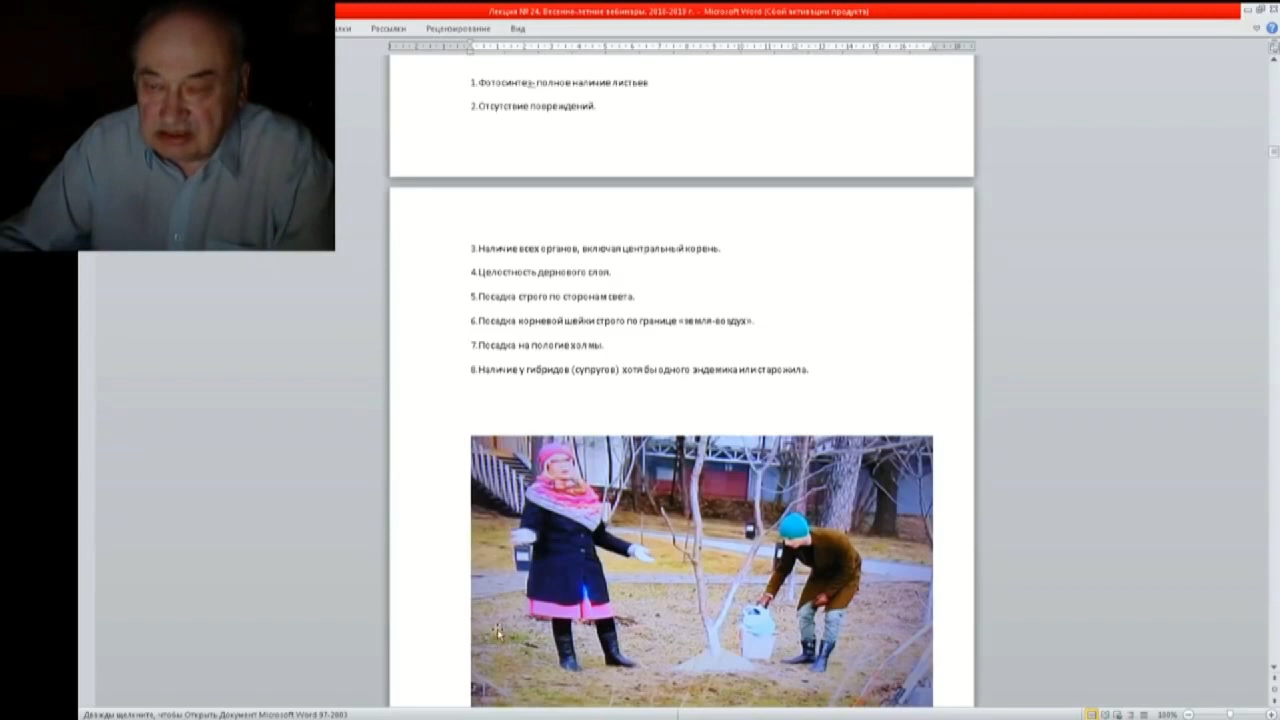 Лекция № 24. Весенне-летние вебинары. 2018-2019 г. - Microsoft Word (Сбой активации продукта)
Рассылки Рецензирование Вид
1.Фотосинтез- полное наличие листьев
2.Отсутствие повреждений.
3.Наличие всех органов, включая центральный корень.
4.Целостность дернового слоя.
5.Посадка строго по сторонам света.
6.Посадка корневой шейки строго по границе «земля-воздух».
7.Посадка на пологие холмы.
8.Наличие у гибридов (супругов) хотя бы одного эндемика или старожила.
Дважды щелкните, чтобы Открыть Документ Microsoft Word 97-2003
100%